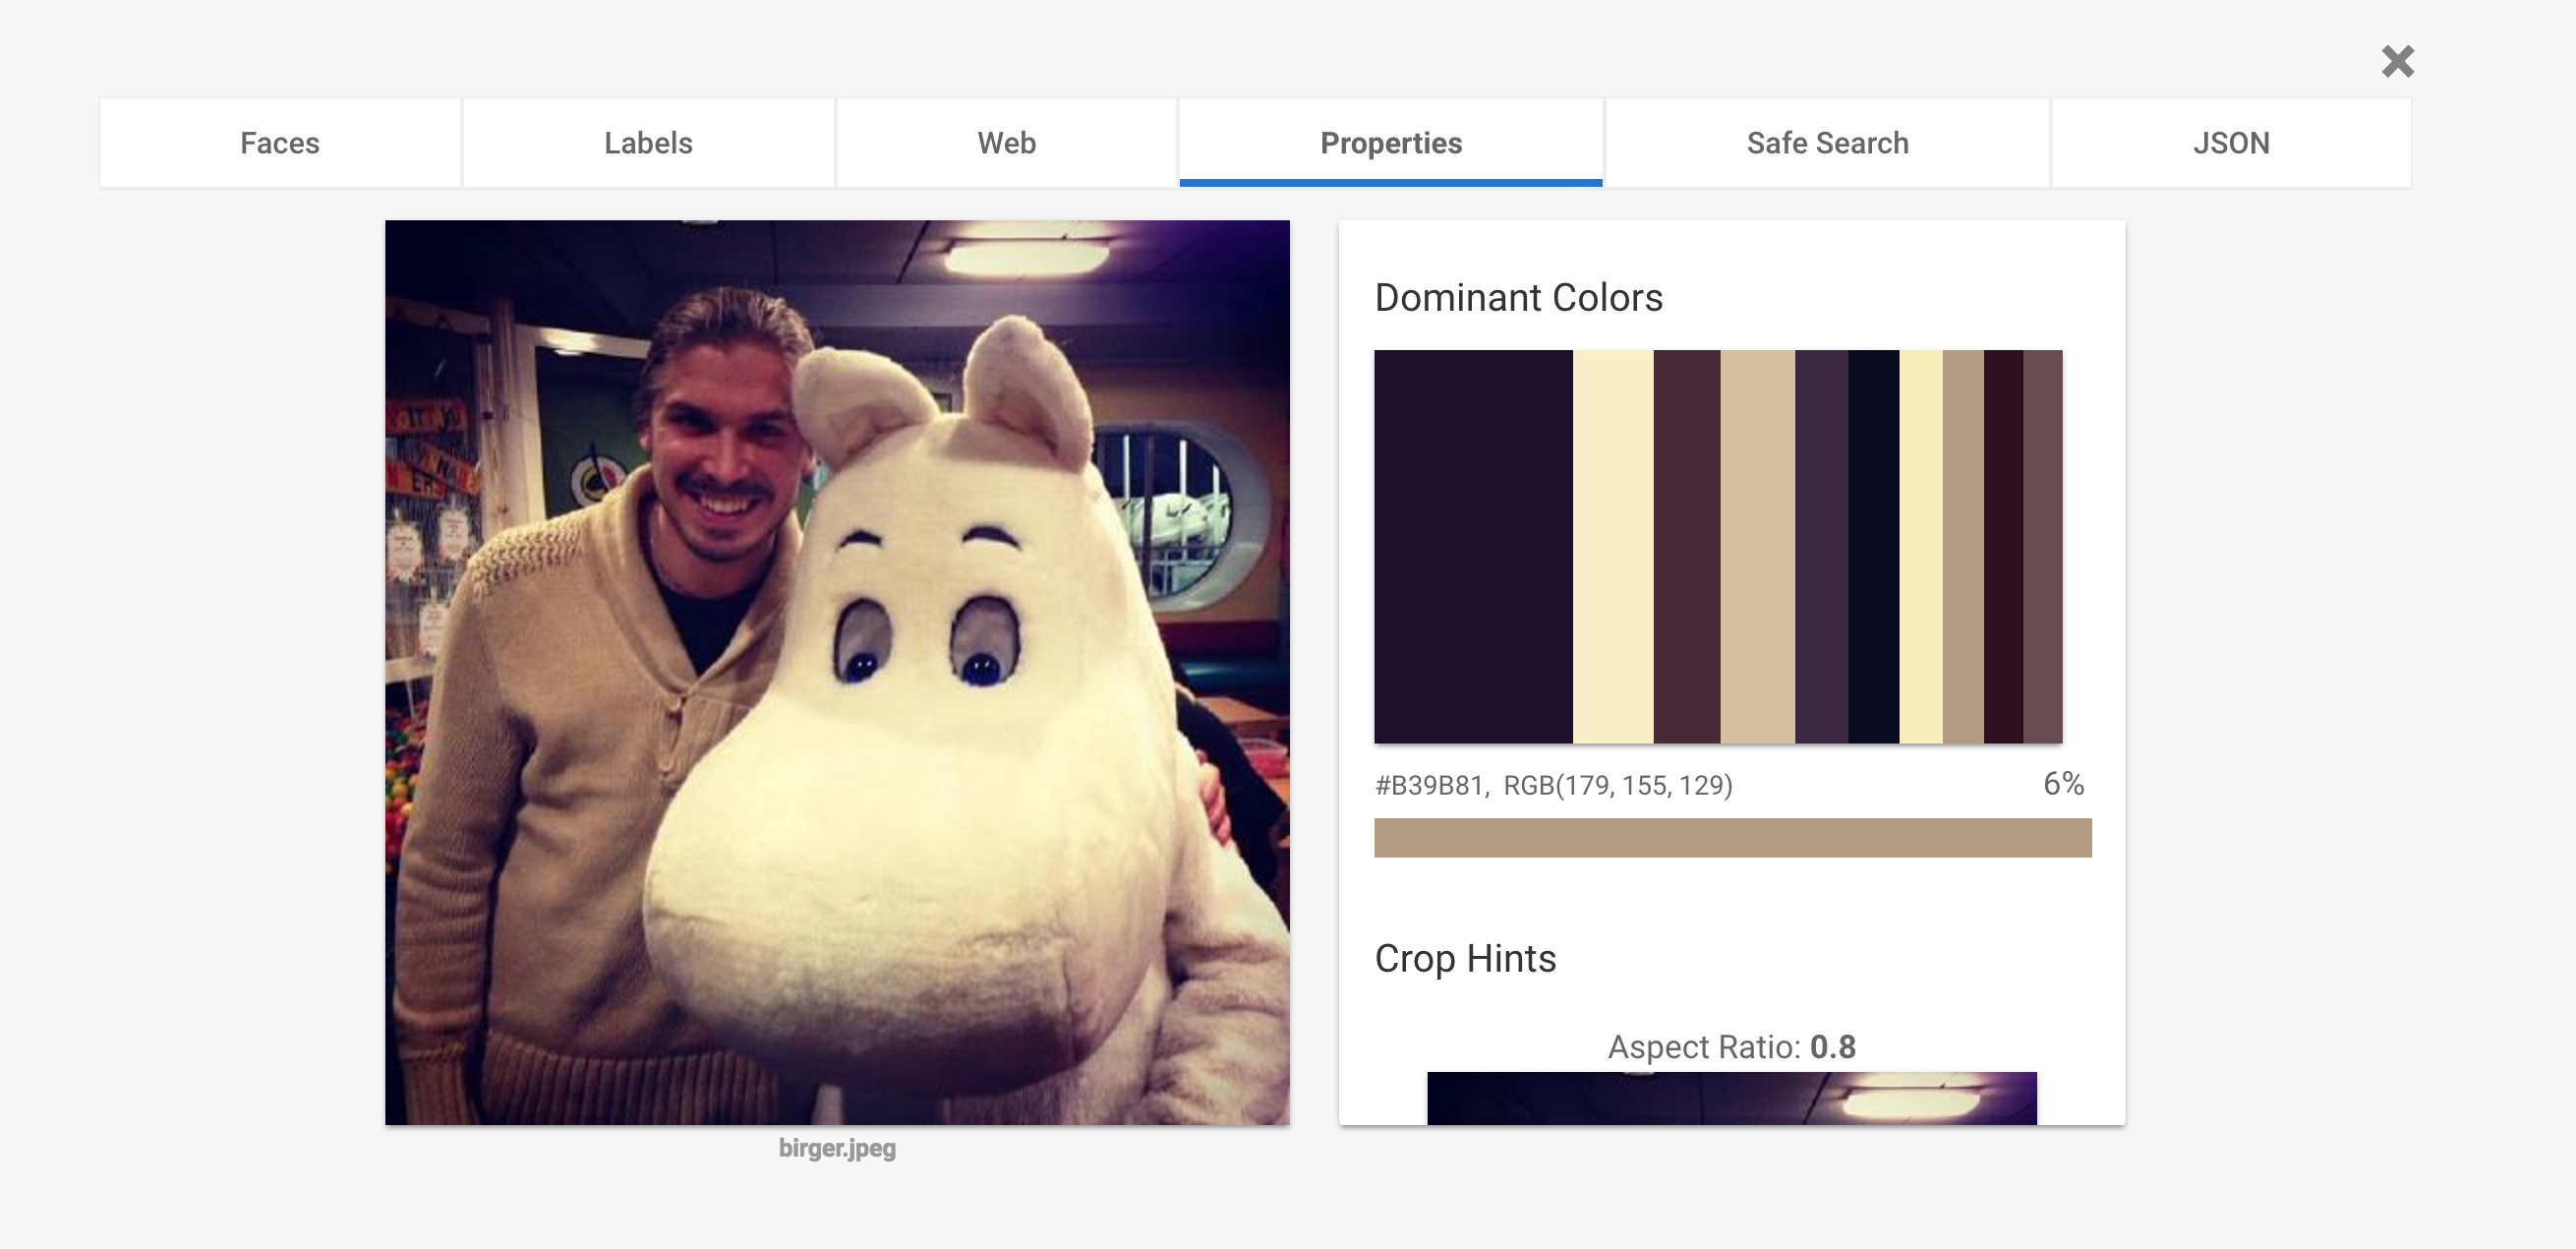 Faces
Labels
Web
Properties
Safe Search
JSON
Dominant Colors
#B39B81, RGB(179, 155, 129)
6%
Crop Hints
Aspect Ratio: 0.8
birger.jpeg